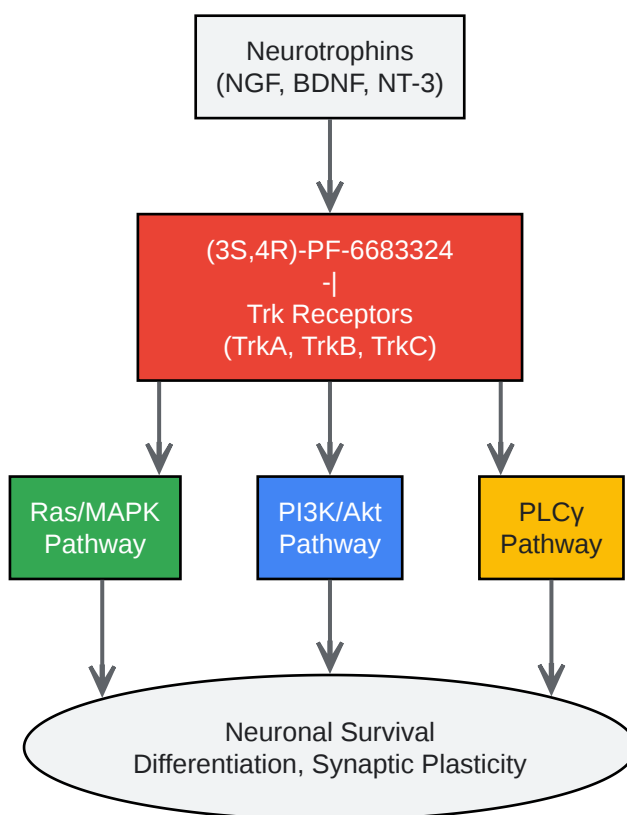 Neurotrophins
(NGF, BDNF, NT-3)
(3S,4R)-PF-6683324
-|
Trk Receptors
(TrkA, TrkB, TrkC)
Ras/MAPK
Pathway
PI3K/Akt
Pathway
PLCγ
Pathway
Neuronal Survival
Differentiation, Synaptic Plasticity